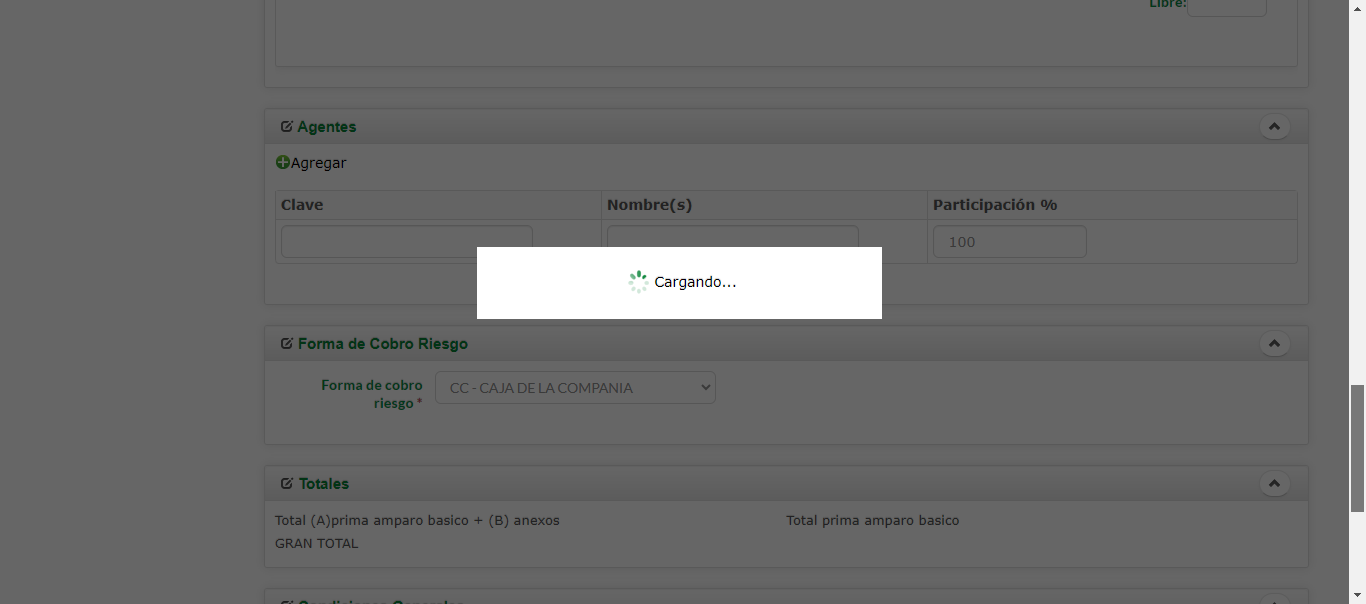 Libre:
Agentes
Agregar
Clave Nombre(s) Participación %
100
Cargando...
Forma de Cobro Riesgo
Forma de cobro
riesgo * CC - CAJA DE LA COMPANIA
Totales
Total (A)prima amparo basico + (B) anexos Total prima amparo basico
GRAN TOTAL